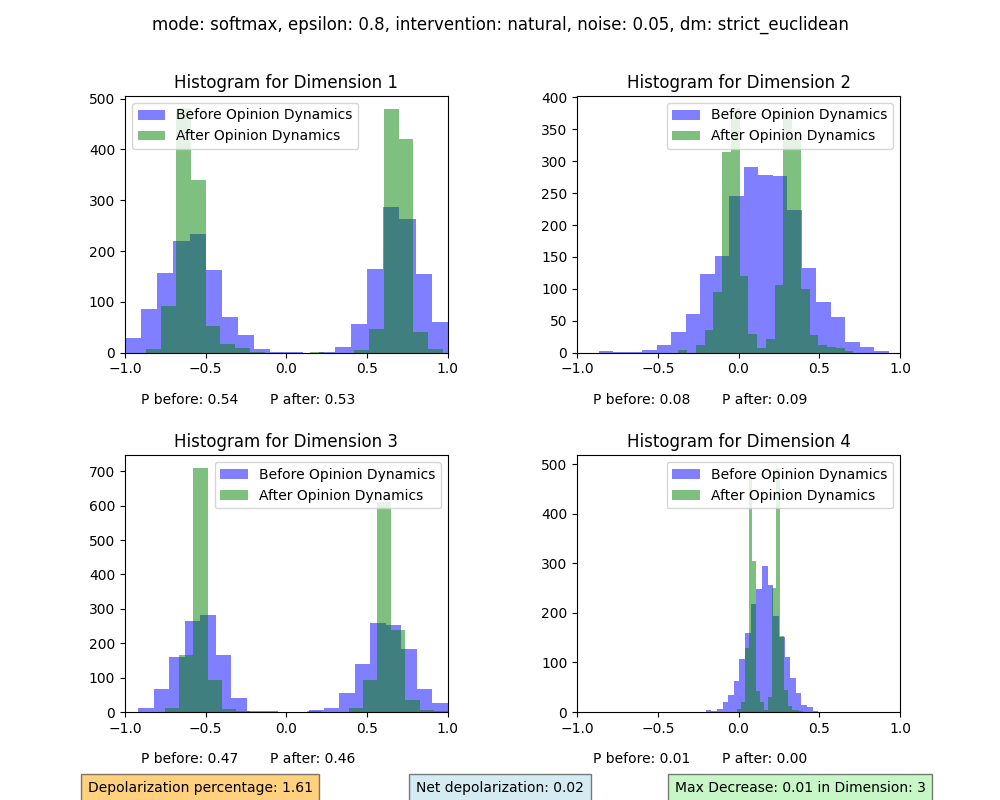 mode: softmax, epsilon: 0.8, intervention: natural, noise: 0.05, dm: strict_euclidean
Histogram for Dimension 1
Before Opinion Dynamics
After Opinion Dynamics
500
400
300
200
100
0
−1.0 −0.5 0.0 0.5 1.0
P before: 0.54 P after: 0.53
Histogram for Dimension 2
Before Opinion Dynamics
After Opinion Dynamics
400
350
300
250
200
150
100
50
0
−1.0 −0.5 0.0 0.5 1.0
P before: 0.08 P after: 0.09
Histogram for Dimension 3
Before Opinion Dynamics
After Opinion Dynamics
700
600
500
400
300
200
100
0
−1.0 −0.5 0.0 0.5 1.0
P before: 0.47 P after: 0.46
Histogram for Dimension 4
Before Opinion Dynamics
After Opinion Dynamics
500
400
300
200
100
0
−1.0 −0.5 0.0 0.5 1.0
P before: 0.01 P after: 0.00
Depolarization percentage: 1.61
Net depolarization: 0.02
Max Decrease: 0.01 in Dimension: 3